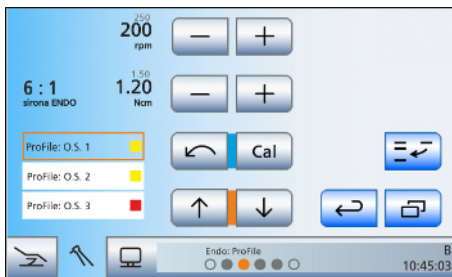 250
200
rpm
− +
1.50
6 : 1 1.20
sirona ENDO Ncm
− +
ProFile: O.S. 1
Cal
ProFile: O.S. 2
ProFile: O.S. 3
Endo: ProFile
B
10:45:03